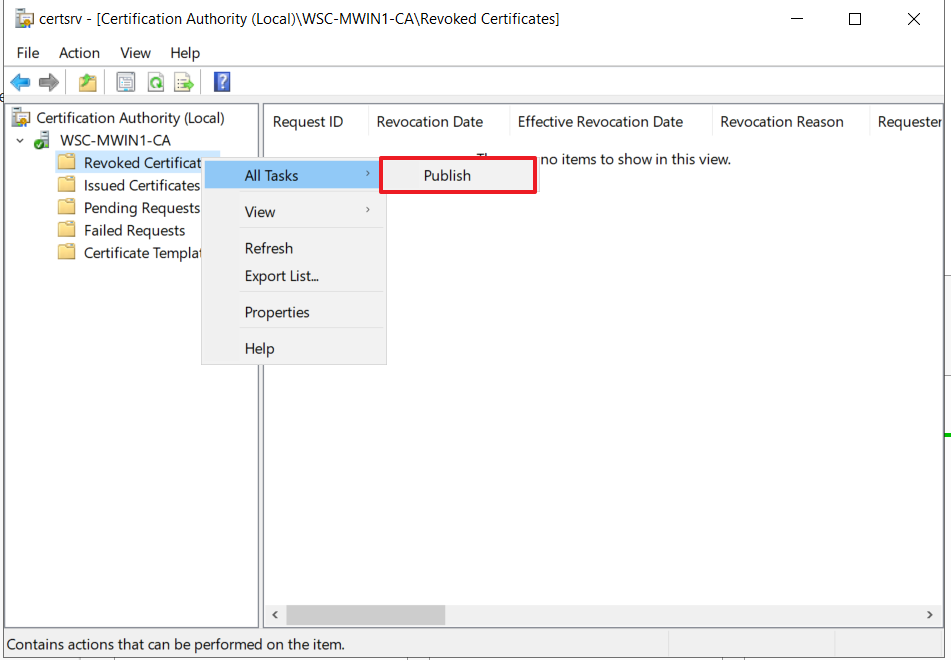 certsrv - [Certification Authority (Local)\WSC-MWIN1-CA\Revoked Certificates]
File Action View Help
Certification Authority (Local)
WSC-MWIN1-CA
Revoked Certificat
Issued Certificates
Pending Requests
Failed Requests
Certificate Templat
Request ID Revocation Date Effective Revocation Date Revocation Reason Requester
no items to show in this view.
All Tasks
Publish
View
Refresh
Export List...
Properties
Help
Contains actions that can be performed on the item.